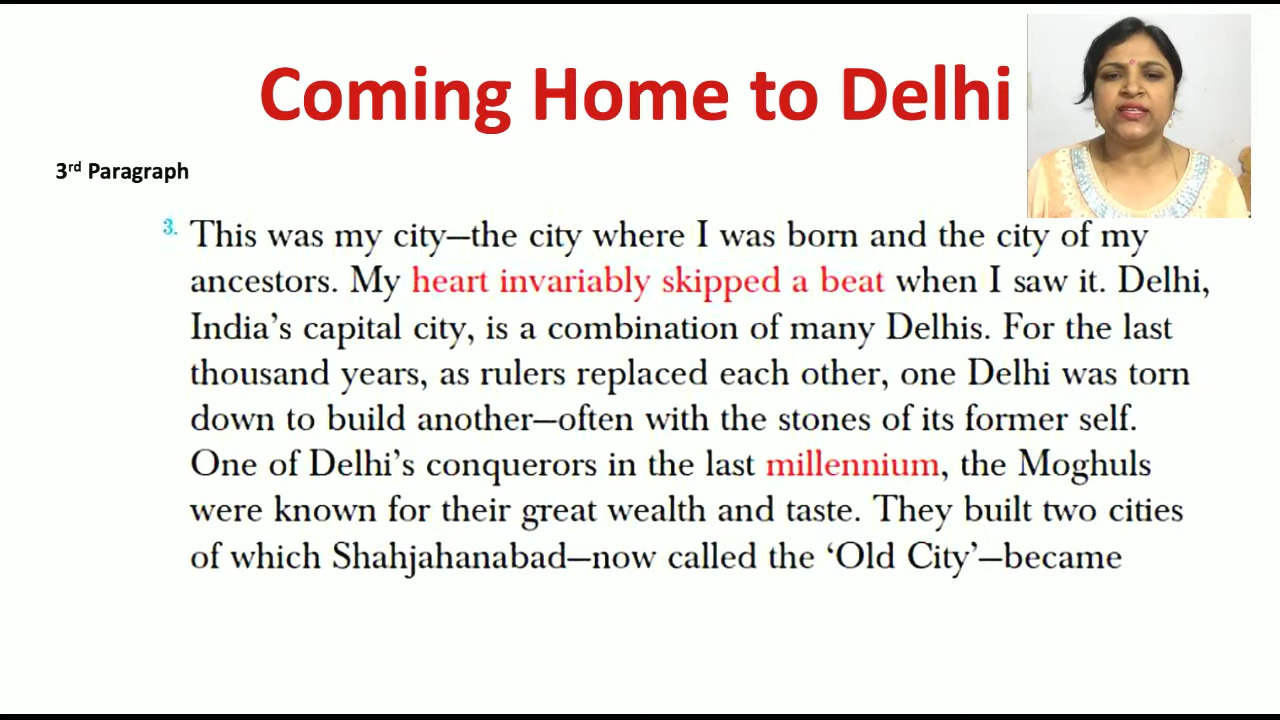 Coming Home to Delhi
3rd Paragraph
3. This was my city—the city where I was born and the city of my
ancestors. My heart invariably skipped a beat when I saw it. Delhi,
India’s capital city, is a combination of many Delhis. For the last
thousand years, as rulers replaced each other, one Delhi was torn
down to build another—often with the stones of its former self.
One of Delhi’s conquerors in the last millennium, the Moghuls
were known for their great wealth and taste. They built two cities
of which Shahjahanabad—now called the ‘Old City’—became